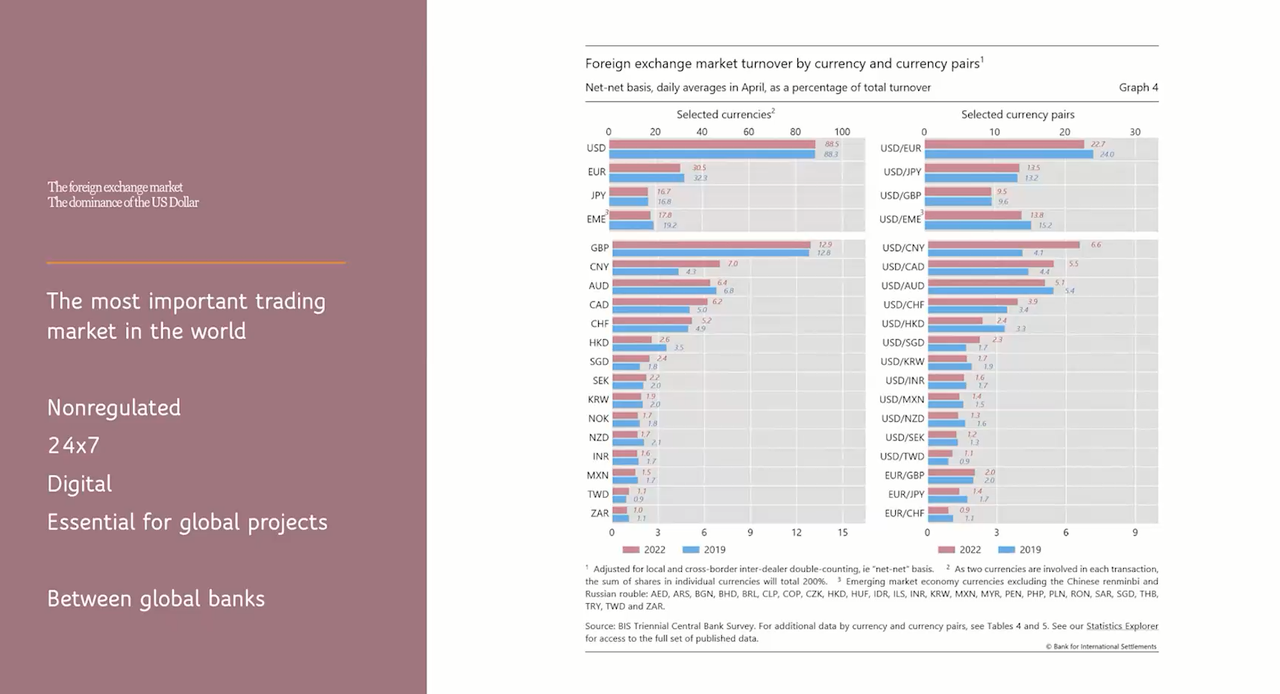 The foreign exchange market
The dominance of the US Dollar
The most important trading
market in the world
Nonregulated
24x7
Digital
Essential for global projects
Between global banks
Foreign exchange market turnover by currency and currency pairs¹
Net-net basis, daily averages in April, as a percentage of total turnover Graph 4
Selected currencies²
0 20 40 60 80 100
USD 88.5
88.3
EUR 30.5
32.3
JPY 16.7
16.8
EME³ 17.8
19.2
GBP 12.9
12.8
CNY 7.0
4.3
AUD 6.4
6.8
CAD 6.2
5.0
CHF 5.2
4.9
HKD 2.6
3.5
SGD 2.4
1.8
SEK 2.2
2.0
KRW 1.9
2.0
NOK 1.7
1.8
NZD 1.7
2.1
INR 1.6
1.7
MXN 1.5
1.7
TWD 1.1
0.9
ZAR 1.0
1.1
0 3 6 9 12 15
2022 2019
Selected currency pairs
0 10 20 30
USD/EUR 22.7
24.0
USD/JPY 13.5
13.2
USD/GBP 9.5
9.6
USD/EME³ 13.8
15.2
USD/CNY 6.6
4.1
USD/CAD 5.5
4.4
USD/AUD 5.1
5.4
USD/CHF 3.9
3.4
USD/HKD 2.4
3.3
USD/SGD 2.3
1.7
USD/KRW 1.7
1.9
USD/INR 1.6
1.7
USD/MXN 1.4
1.5
USD/NZD 1.3
1.6
USD/SEK 1.2
1.3
USD/TWD 1.1
0.9
EUR/GBP 2.0
2.0
EUR/JPY 1.4
1.7
EUR/CHF 0.9
1.1
0 3 6 9
2022 2019
¹ Adjusted for local and cross-border inter-dealer double-counting, ie "net-net" basis. ² As two currencies are involved in each transaction,
the sum of shares in individual currencies will total 200%. ³ Emerging market economy currencies excluding the Chinese renminbi and
Russian rouble: AED, ARS, BGN, BHD, BRL, CLP, COP, CZK, HKD, HUF, IDR, ILS, INR, KRW, MXN, MYR, PEN, PHP, PLN, RON, SAR, SGD, THB,
TRY, TWD and ZAR.
Source: BIS Triennial Central Bank Survey. For additional data by currency and currency pairs, see Tables 4 and 5. See our Statistics Explorer
for access to the full set of published data.
© Bank for International Settlements